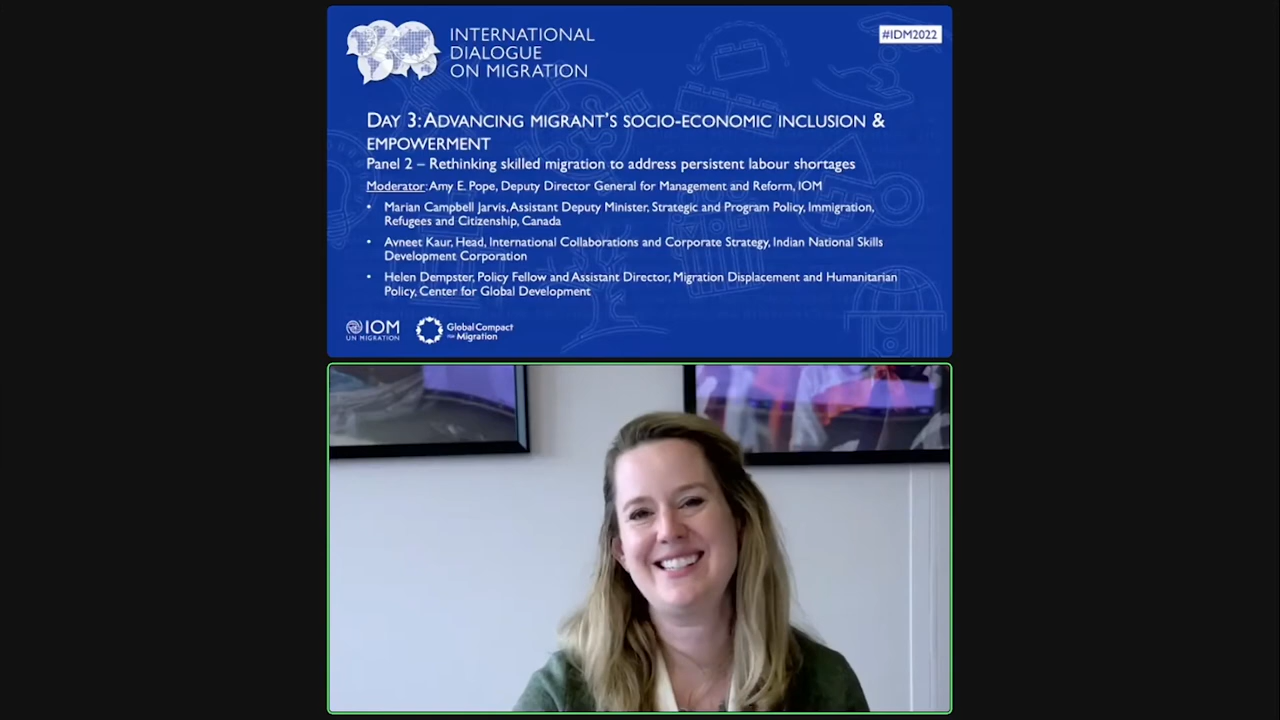 INTERNATIONAL
DIALOGUE
ON MIGRATION
#IDM2022
DAY 3: ADVANCING MIGRANT'S SOCIO-ECONOMIC INCLUSION &
EMPOWERMENT
Panel 2 – Rethinking skilled migration to address persistent labour shortages
Moderator: Amy E. Pope, Deputy Director General for Management and Reform, IOM
• Marian Campbell Jarvis, Assistant Deputy Minister, Strategic and Program Policy, Immigration,
Refugees and Citizenship, Canada
• Avneet Kaur, Head, International Collaborations and Corporate Strategy, Indian National Skills
Development Corporation
• Helen Dempster, Policy Fellow and Assistant Director, Migration Displacement and Humanitarian
Policy, Center for Global Development
IOM
UN MIGRATION
Global Compact
FOR Migration